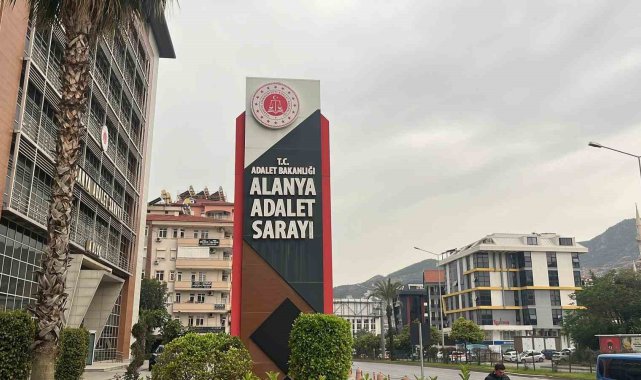 T.C.
ADALET BAKANLIĞI
ALANYA
ADALET
SARAYI